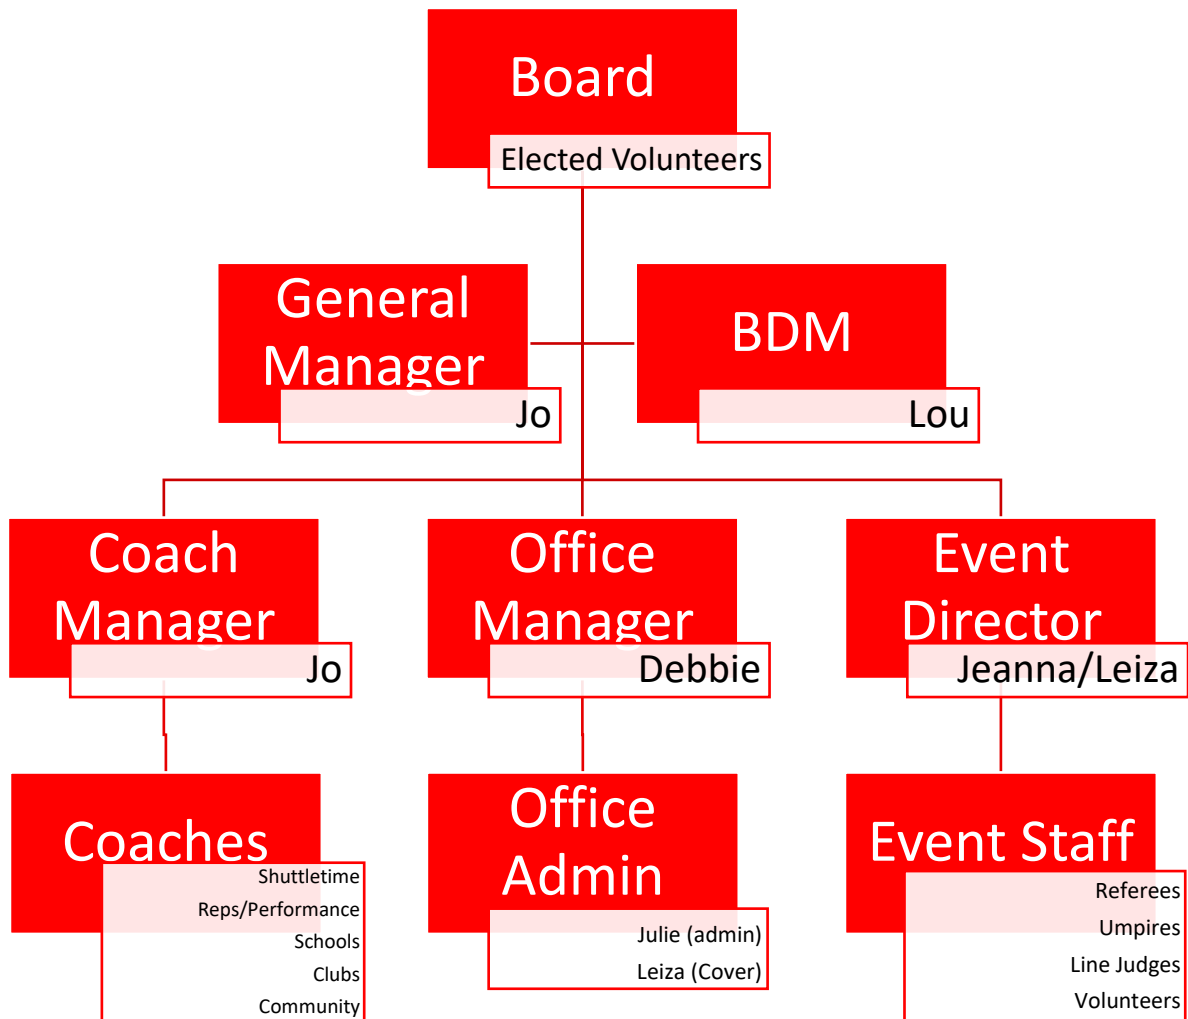 Board
Elected Volunteers
General
Manager
Jo
BDM
Lou
Coach
Manager
Jo
Office
Manager
Debbie
Event
Director
Jeanna/Leiza
Coaches
Shuttletime
Reps/Performance
Schools
Clubs
Community
Office
Admin
Julie (admin)
Leiza (Cover)
Event Staff
Referees
Umpires
Line Judges
Volunteers